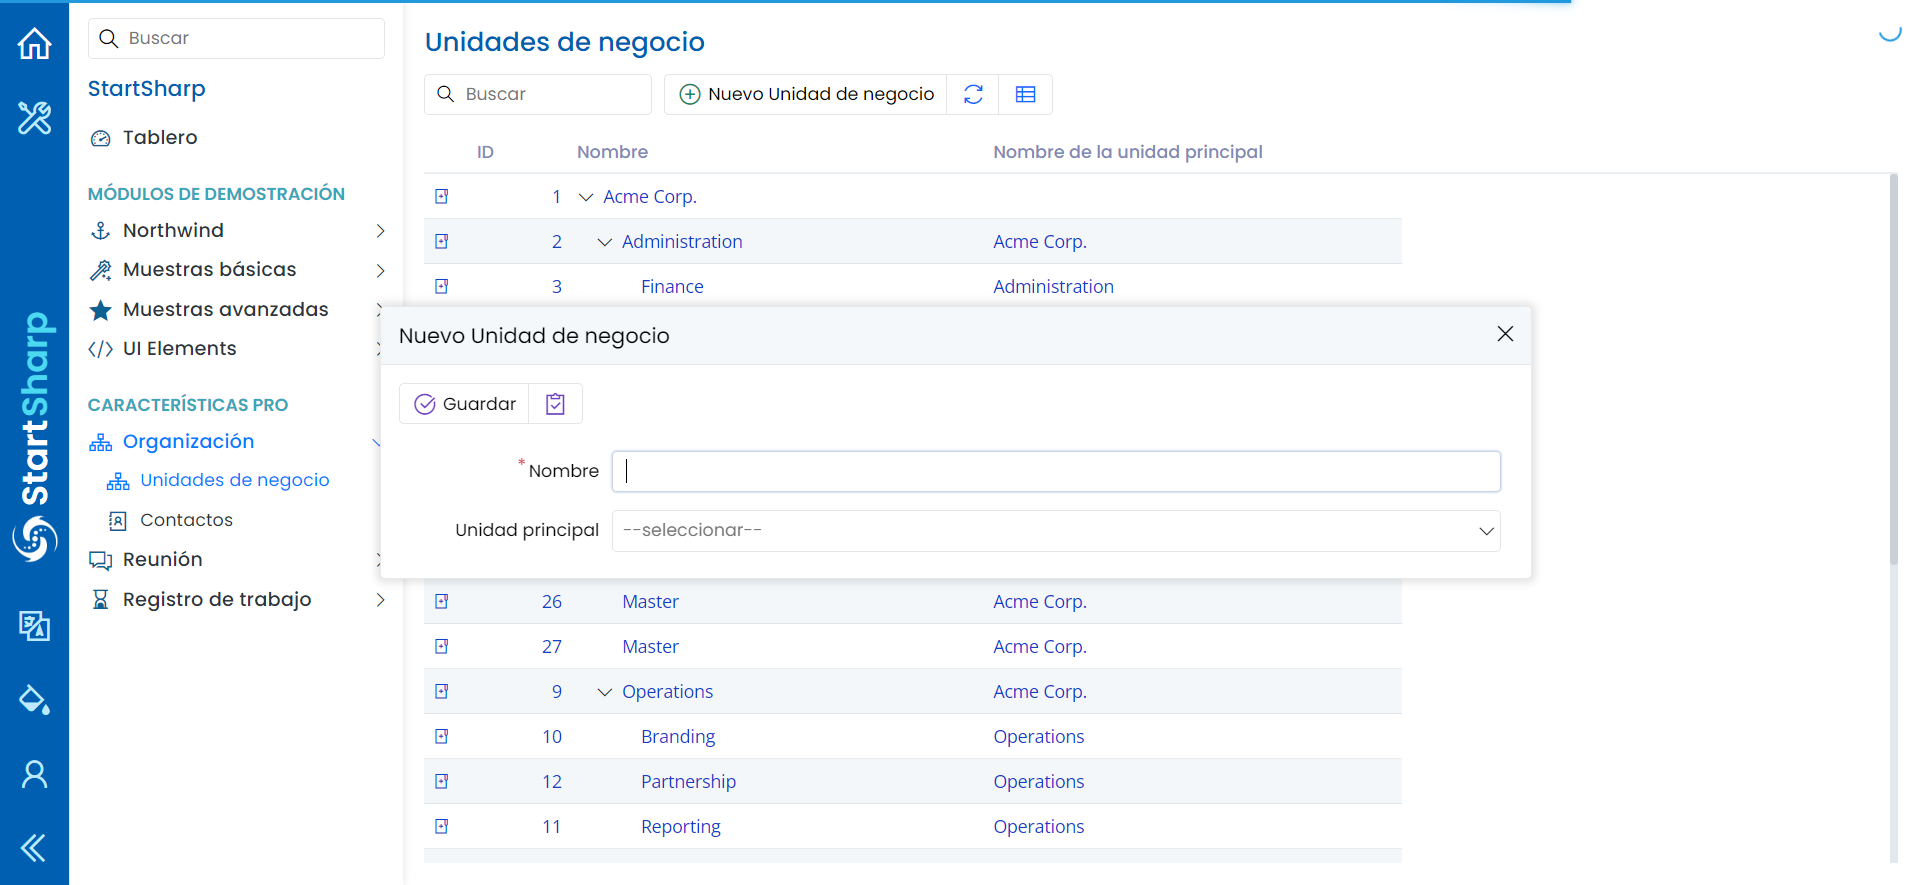 Buscar
StartSharp
Tablero
MÓDULOS DE DEMOSTRACIÓN
Northwind
Muestras básicas
Muestras avanzadas
UI Elements
CARACTERÍSTICAS PRO
Organización
Unidades de negocio
Contactos
Reunión
Registro de trabajo
StartSharp
Unidades de negocio
Buscar
Nuevo Unidad de negocio
ID Nombre Nombre de la unidad principal
1 Acme Corp.
2 Administration Acme Corp.
3 Finance Administration
Nuevo Unidad de negocio
Guardar
* Nombre
Unidad principal --seleccionar--
26 Master Acme Corp.
27 Master Acme Corp.
9 Operations Acme Corp.
10 Branding Operations
12 Partnership Operations
11 Reporting Operations